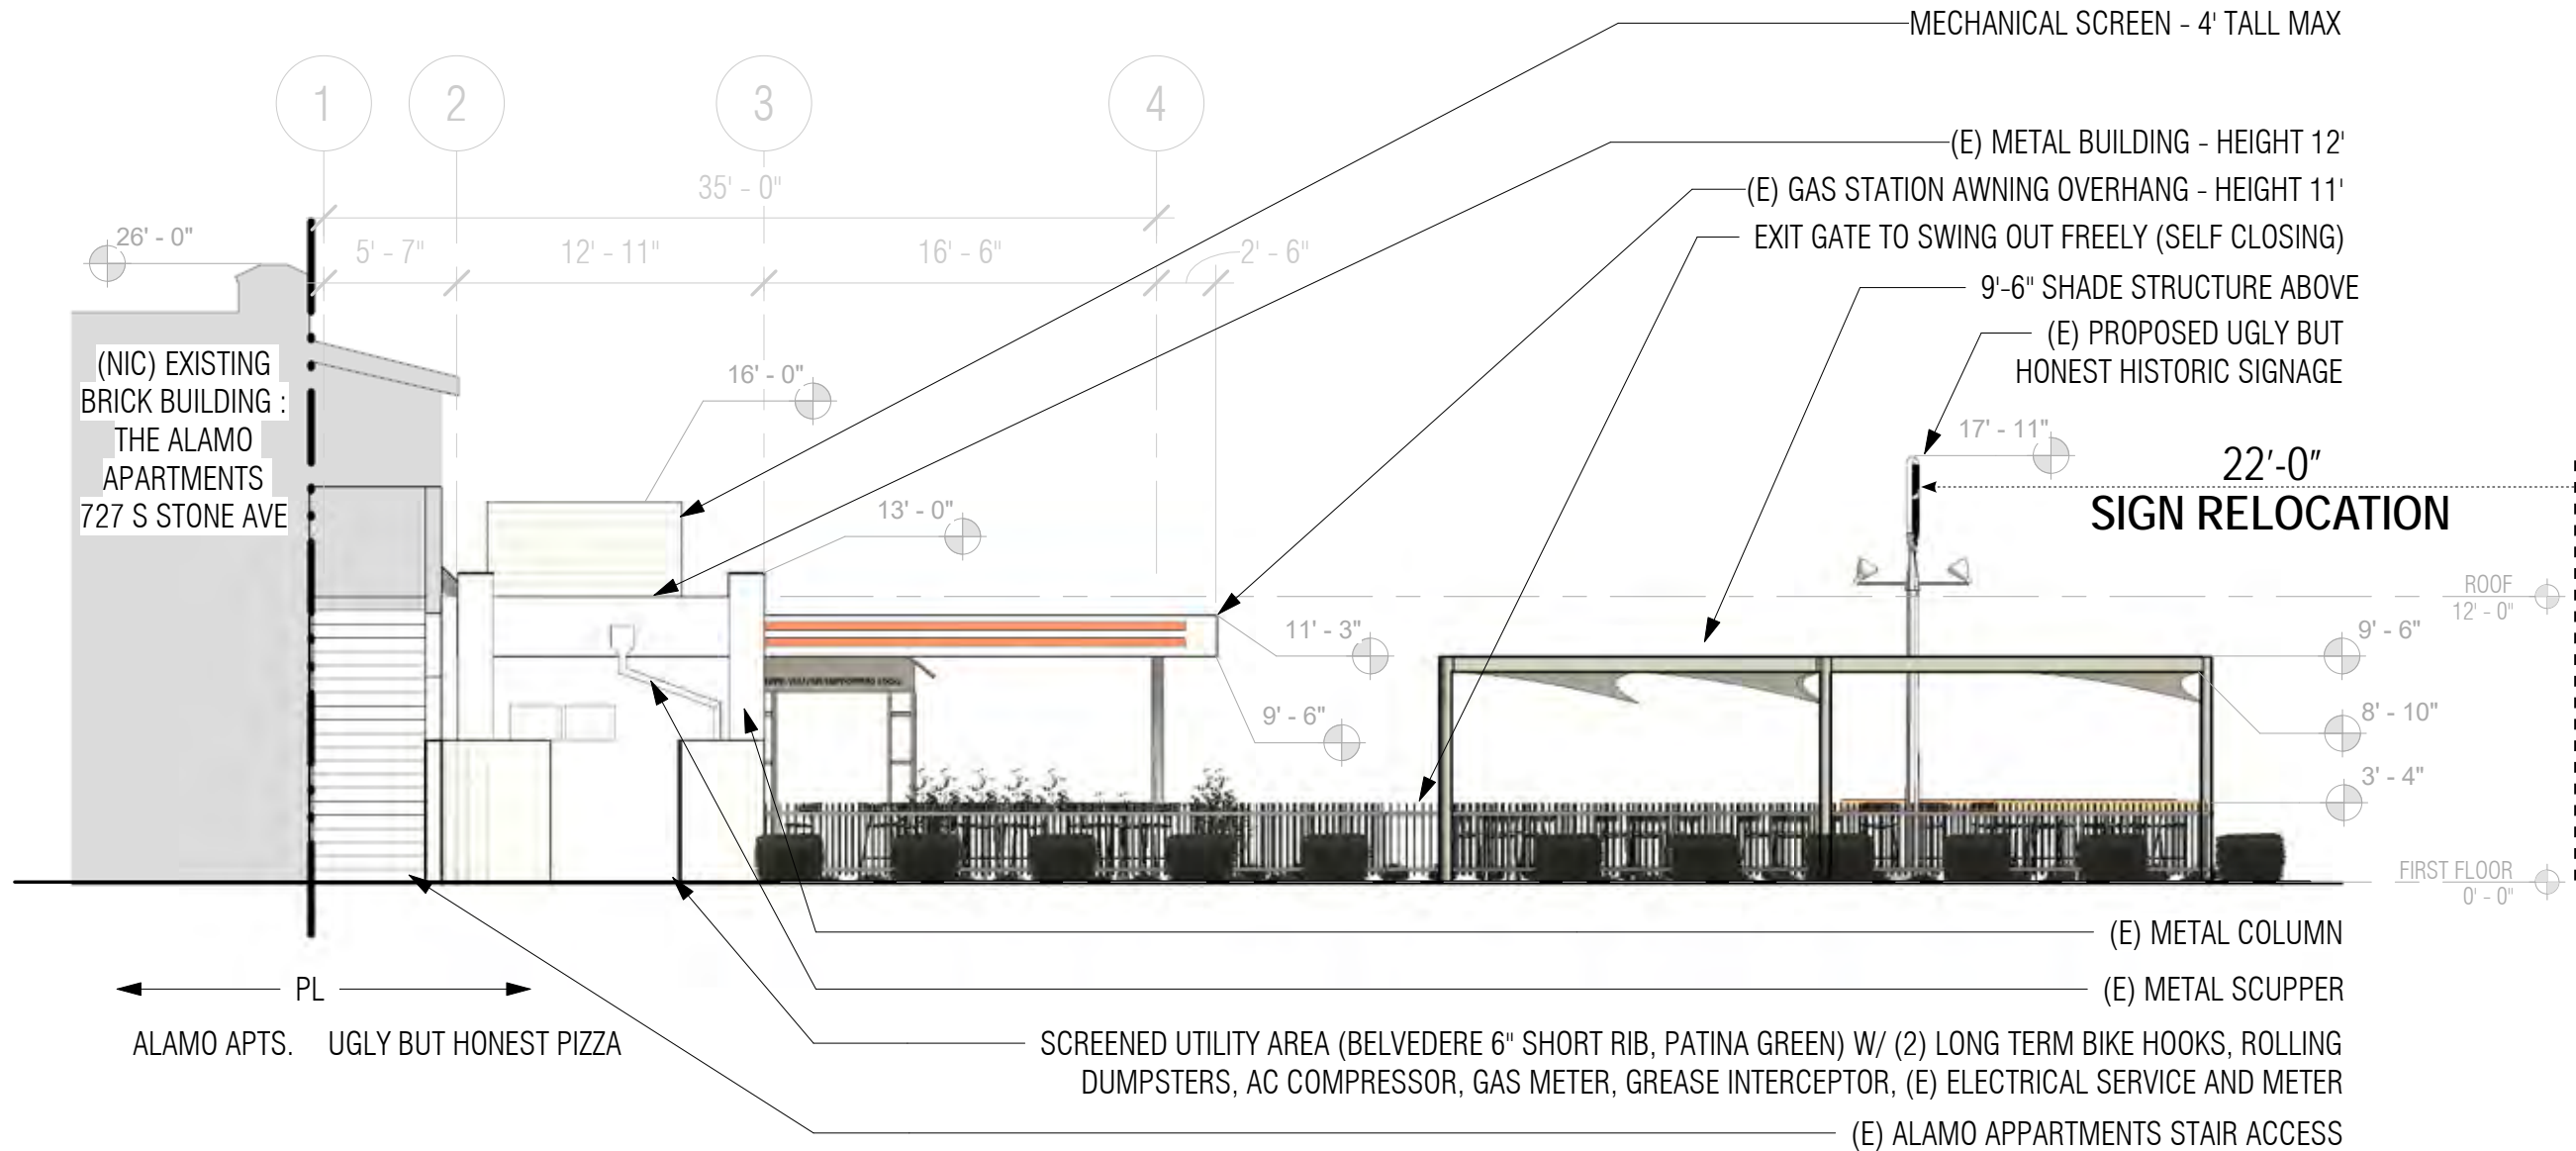 MECHANICAL SCREEN - 4' TALL MAX
1
2
3
4
(E) METAL BUILDING - HEIGHT 12'
35' - 0"
(E) GAS STATION AWNING OVERHANG - HEIGHT 11'
26' - 0"
5' - 7"
12' - 11"
16' - 6"
2' - 6"
EXIT GATE TO SWING OUT FREELY (SELF CLOSING)
9'-6" SHADE STRUCTURE ABOVE
(E) PROPOSED UGLY BUT
HONEST HISTORIC SIGNAGE
(NIC) EXISTING
BRICK BUILDING :
THE ALAMO
APARTMENTS
727 S STONE AVE
16' - 0"
17' - 11"
22'-0"
SIGN RELOCATION
13' - 0"
ROOF
12' - 0"
11' - 3"
9' - 6"
9' - 6"
8' - 10"
3' - 4"
FIRST FLOOR
0' - 0"
(E) METAL COLUMN
PL
(E) METAL SCUPPER
ALAMO APTS.
UGLY BUT HONEST PIZZA
SCREENED UTILITY AREA (BELVEDERE 6" SHORT RIB, PATINA GREEN) W/ (2) LONG TERM BIKE HOOKS, ROLLING
DUMPSTERS, AC COMPRESSOR, GAS METER, GREASE INTERCEPTOR, (E) ELECTRICAL SERVICE AND METER
(E) ALAMO APPARTMENTS STAIR ACCESS